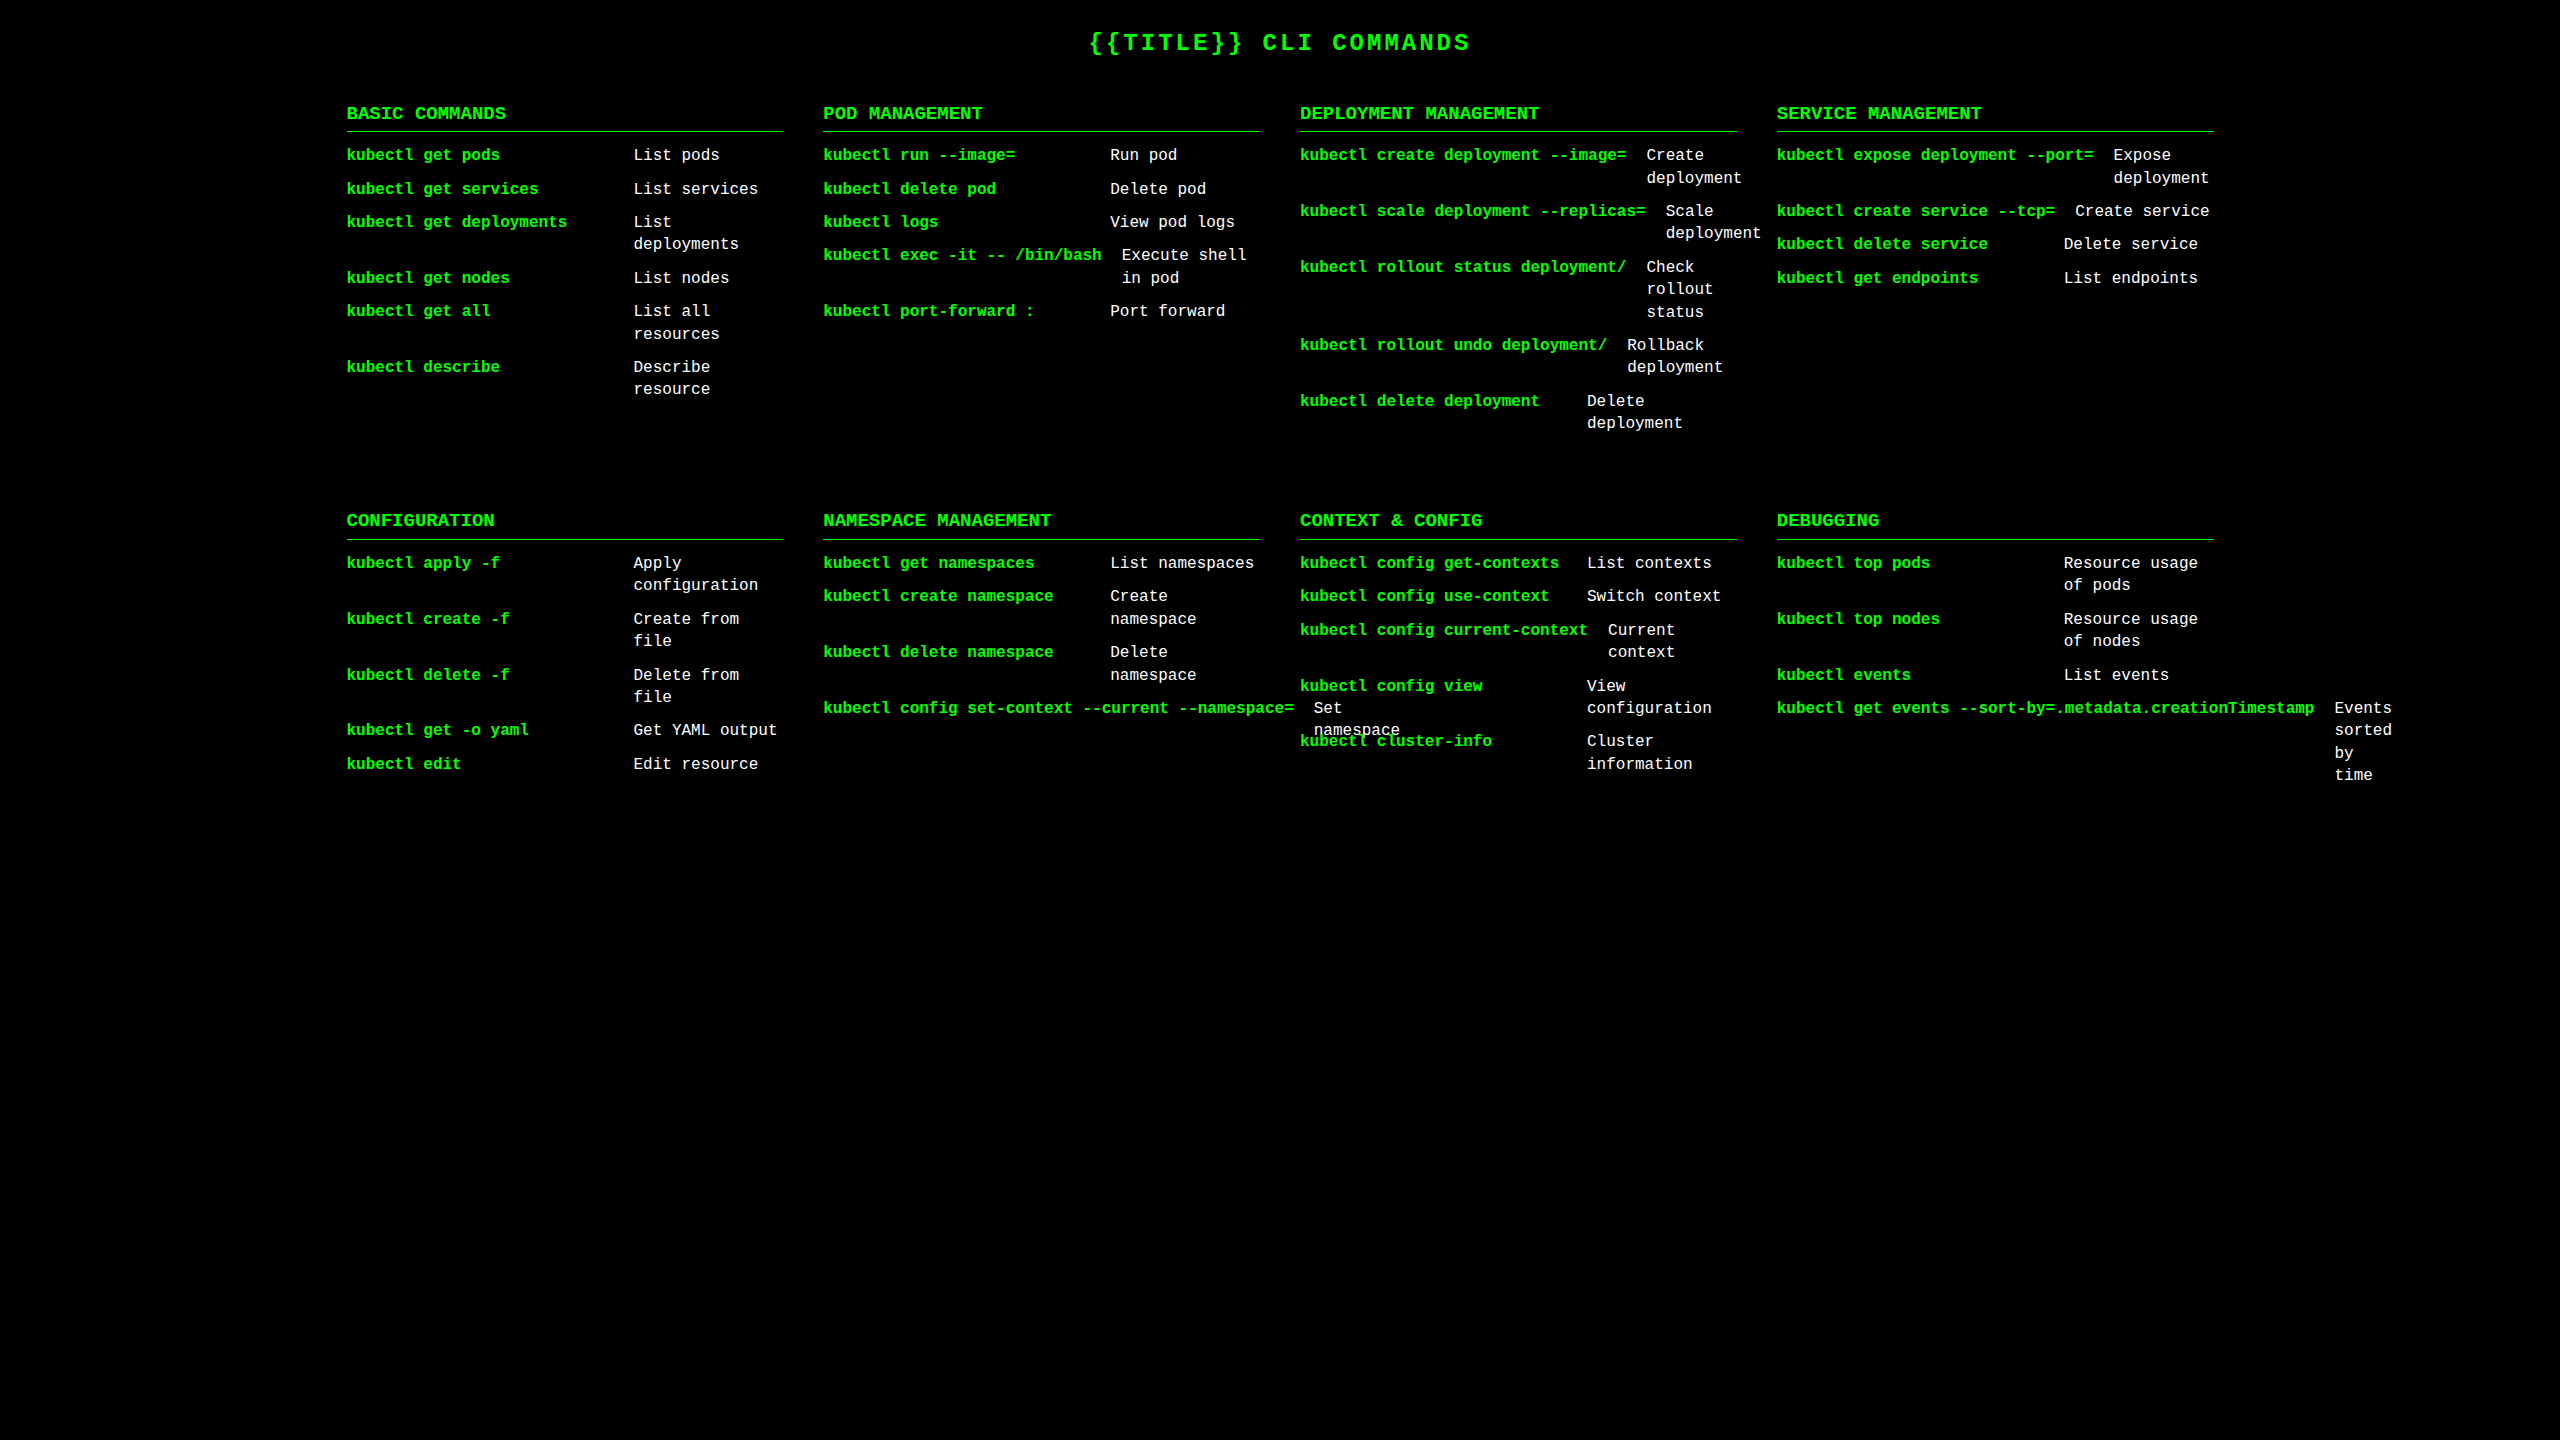 {{TITLE}} CLI COMMANDS
BASIC COMMANDS
kubectl get pods List pods
kubectl get services List services
kubectl get deployments List
deployments
kubectl get nodes List nodes
kubectl get all List all
resources
kubectl describe Describe
resource
POD MANAGEMENT
kubectl run --image= Run pod
kubectl delete pod Delete pod
kubectl logs View pod logs
kubectl exec -it -- /bin/bash Execute shell
in pod
kubectl port-forward : Port forward
DEPLOYMENT MANAGEMENT
kubectl create deployment --image= Create
deployment
kubectl scale deployment --replicas= Scale
deployment
kubectl rollout status deployment/ Check
rollout
status
kubectl rollout undo deployment/ Rollback
deployment
kubectl delete deployment Delete
deployment
SERVICE MANAGEMENT
kubectl expose deployment --port= Expose
deployment
kubectl create service --tcp= Create service
kubectl delete service Delete service
kubectl get endpoints List endpoints
CONFIGURATION
kubectl apply -f Apply
configuration
kubectl create -f Create from
file
kubectl delete -f Delete from
file
kubectl get -o yaml Get YAML output
kubectl edit Edit resource
NAMESPACE MANAGEMENT
kubectl get namespaces List namespaces
kubectl create namespace Create
namespace
kubectl delete namespace Delete
namespace
kubectl config set-context --current --namespace= Set
namespace
CONTEXT & CONFIG
kubectl config get-contexts List contexts
kubectl config use-context Switch context
kubectl config current-context Current
context
kubectl config view View
configuration
kubectl cluster-info Cluster
information
DEBUGGING
kubectl top pods Resource usage
of pods
kubectl top nodes Resource usage
of nodes
kubectl events List events
kubectl get events --sort-by=.metadata.creationTimestamp Events
sorted
by
time